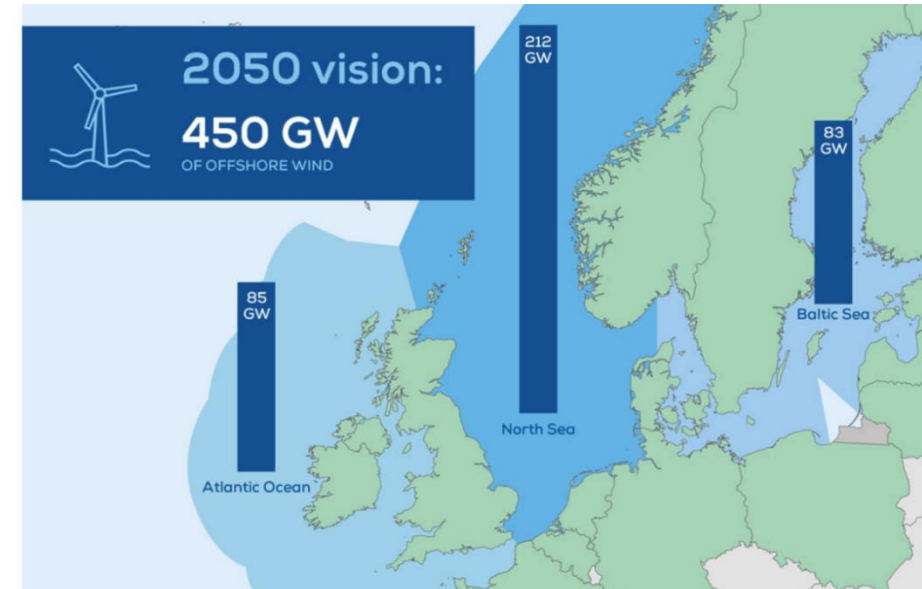 2050 vision:
450 GW
OF OFFSHORE WIND
212
GW
83
GW
85
GW
Baltic Sea
North Sea
Atlantic Ocean